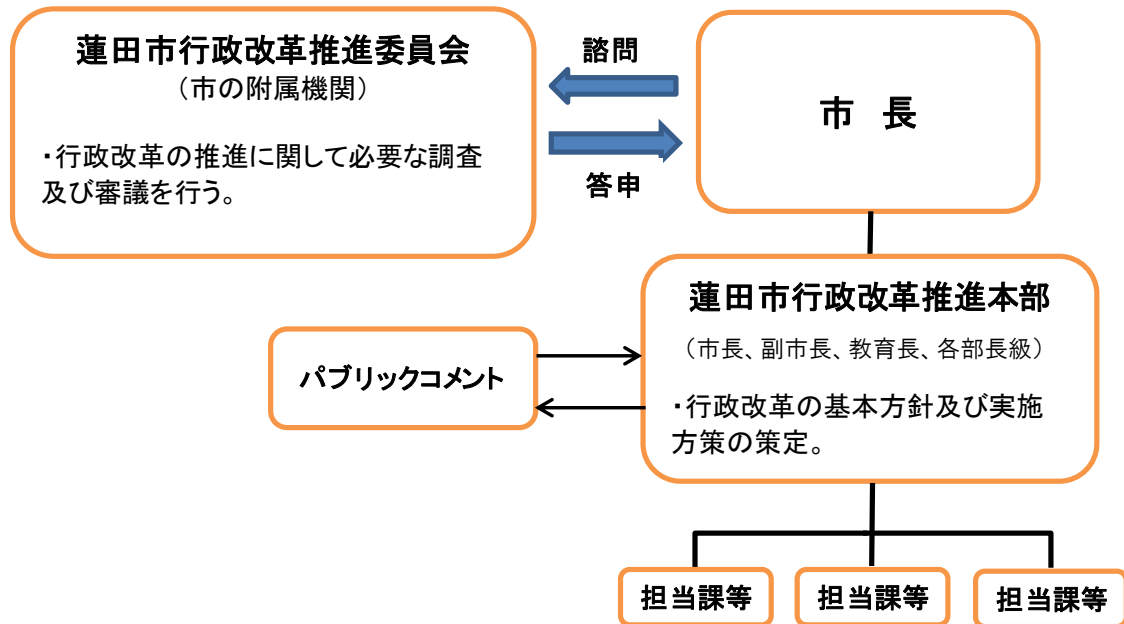 蓮田市行政改革推進委員会
（市の附属機関）
・行政改革の推進に関して必要な調査
及び審議を行う。
諮問
答申
市　長
蓮田市行政改革推進本部
（市長、副市長、教育長、各部長級）
・行政改革の基本方針及び実施
方策の策定。
パブリックコメント
担当課等
担当課等
担当課等